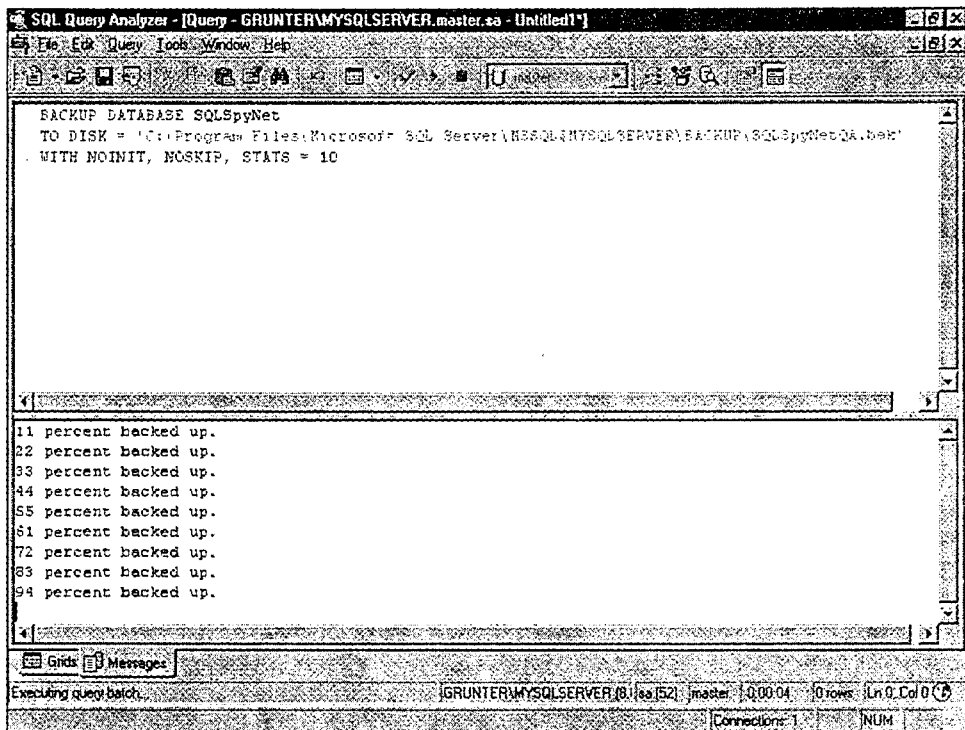 SQL Query Analyzer - [Query - GRUNTER\MYSQLSERVER.master.sa - Untitled1*]
File Edit Query Tools Window Help
BACKUP DATABASE SQLSpyNet
TO DISK = 'C:\Program Files\Microsoft SQL Server\MSSQL$MYSQLSERVER\BACKUP\SQLSpyNetQA.bak'
WITH NOINIT, NOSKIP, STATS = 10
11 percent backed up.
22 percent backed up.
33 percent backed up.
44 percent backed up.
55 percent backed up.
61 percent backed up.
72 percent backed up.
83 percent backed up.
94 percent backed up.
Grids Messages
Executing query batch... GRUNTER\MYSQLSERVER (8. sa (52) master 0:00:04 0 rows Ln 0, Col 0
Connections: 1 NUM